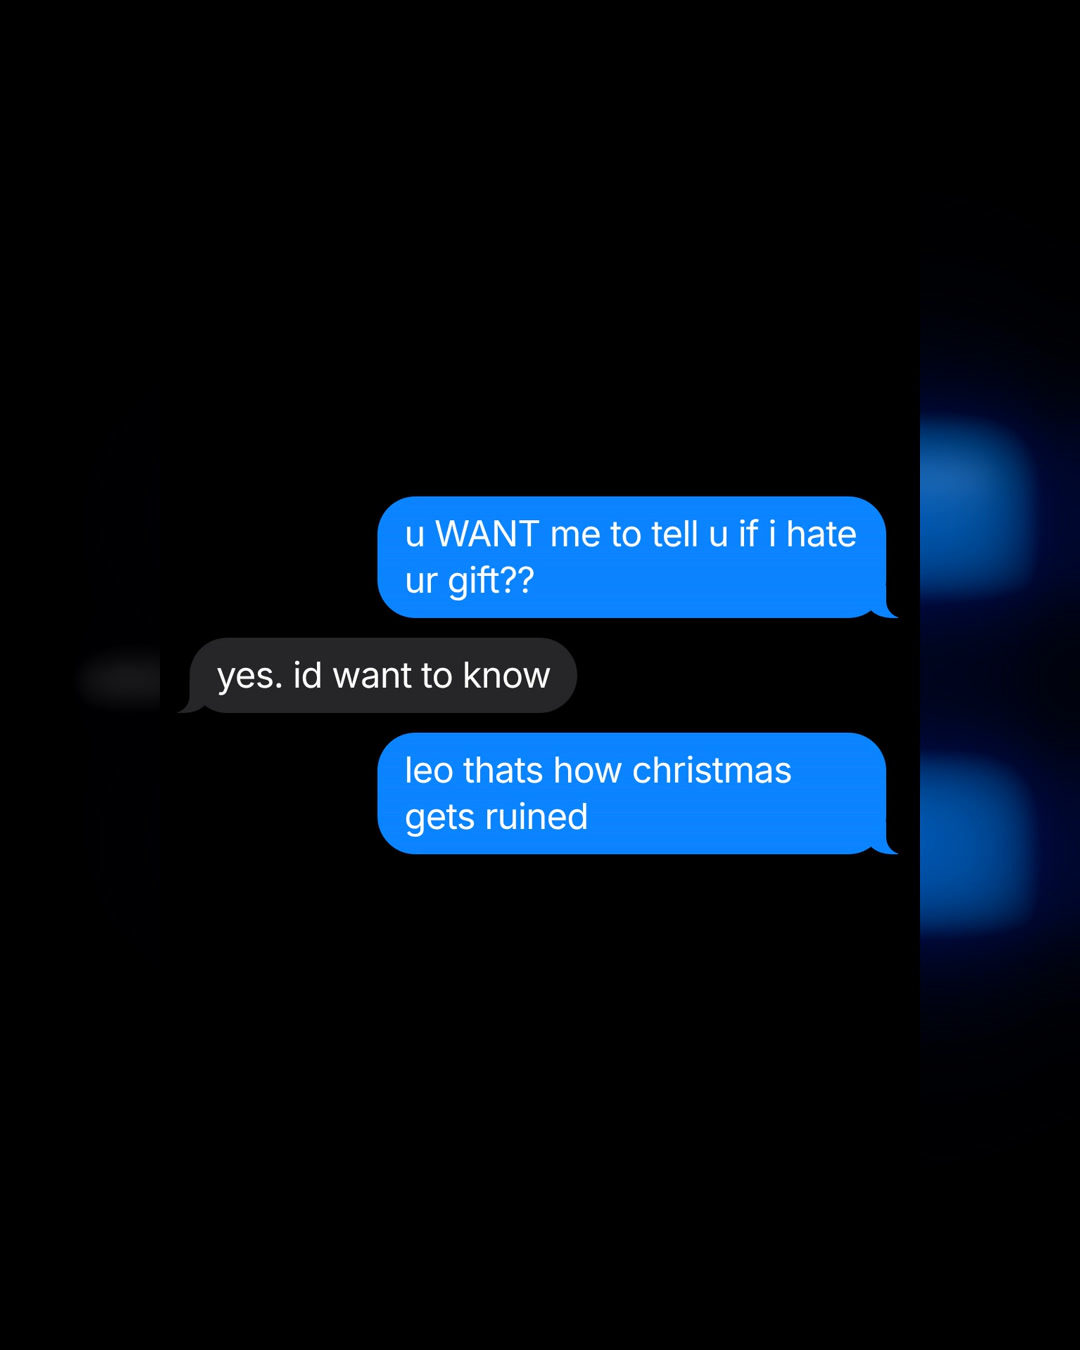 u WANT me to tell u if i hate
ur gift??
yes. id want to know
leo thats how christmas
gets ruined